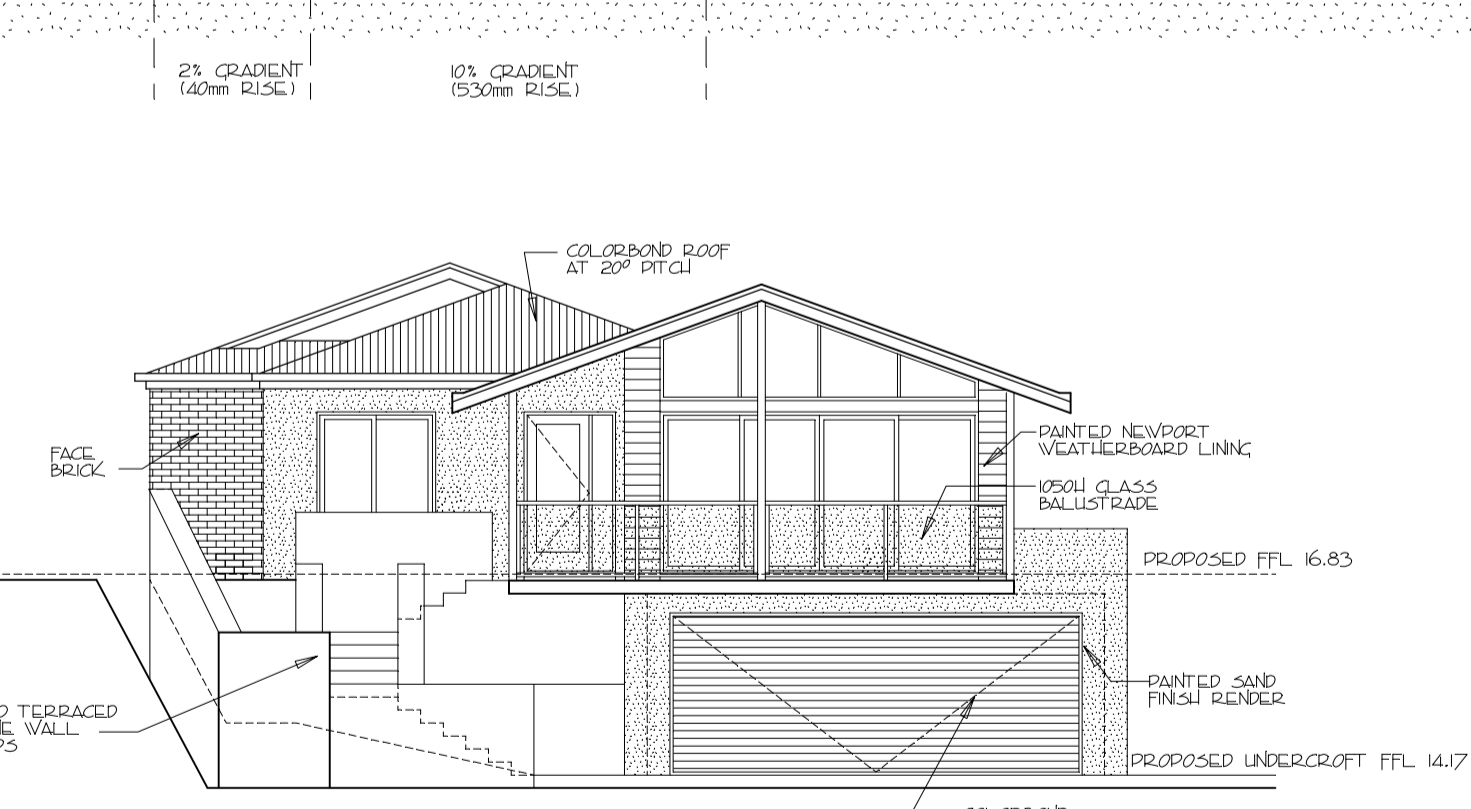 2% GRADIENT
(40mm RISE)
10% GRADIENT
(530mm RISE)
COLORBOND ROOF
AT 20° PITCH
FACE
BRICK
PAINTED NEWPORT
WEATHERBOARD LINING
1050H GLASS
BALUSTRADE
PROPOSED FFL 16.83
PAINTED SAND
FINISH RENDER
TERRACED
WALL
PROPOSED UNDERCROFT FFL 14.17